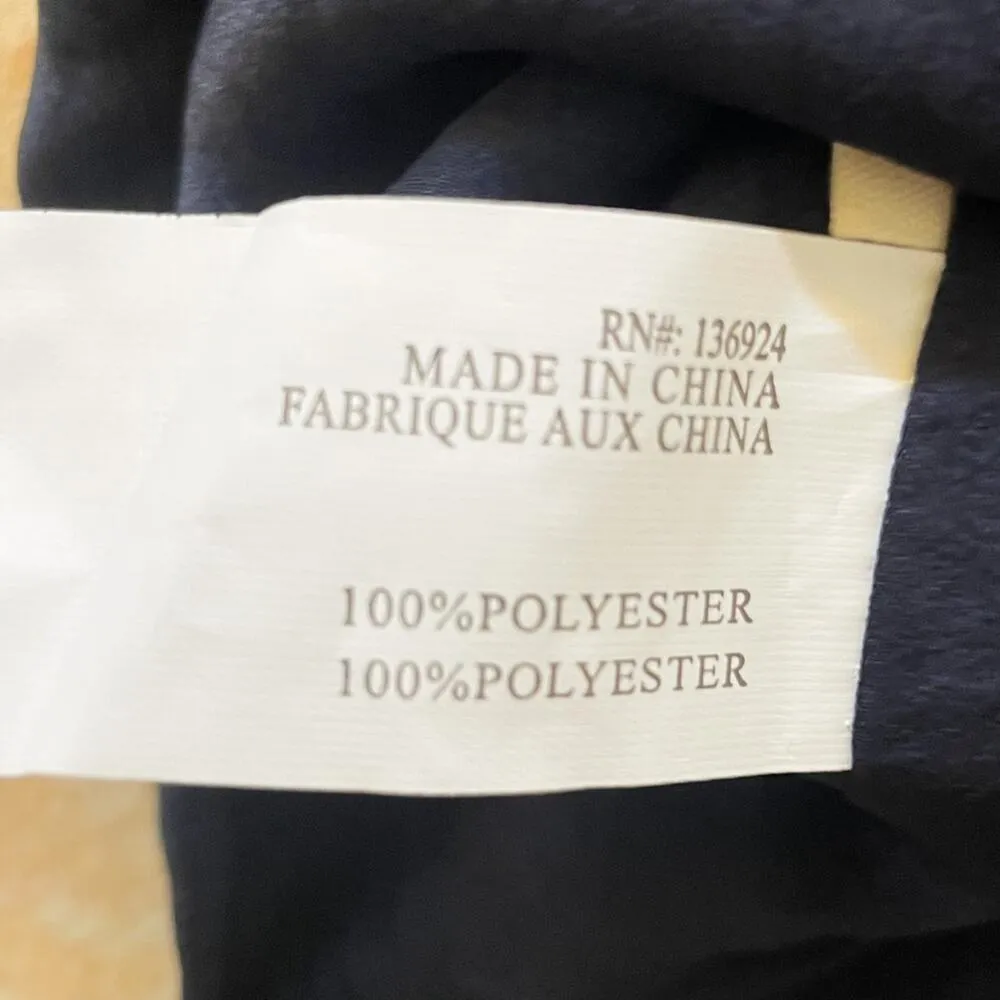 RN#: 136924
MADE IN CHINA
FABRIQUE AUX CHINA
100%POLYESTER
100%POLYESTER